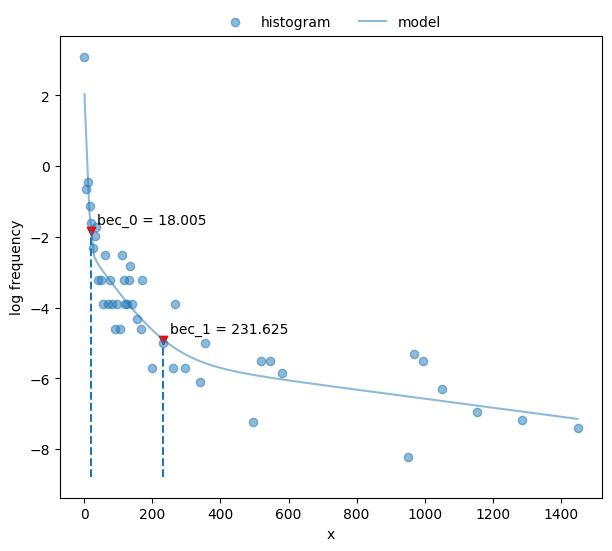 histogram model
2
0
−2
−4
−6
−8
log frequency
bec_0 = 18.005
bec_1 = 231.625
0 200 400 600 800 1000 1200 1400
x